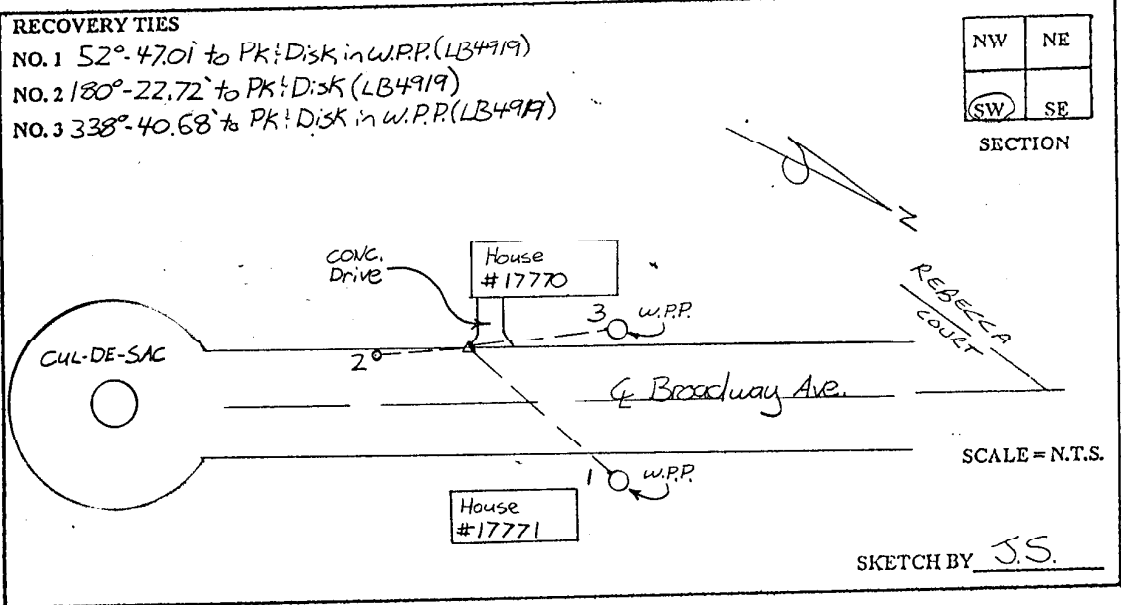 RECOVERY TIES
NO. 1 52°-47.01' to PK & Disk in W.P.P. (LB4919)
NO. 2 180°-22.72' to PK & Disk (LB4919)
NO. 3 338°-40.68' to PK & Disk in W.P.P. (LB4919)
NW NE
SW SE
SECTION
N
CONC.
Drive
House
#17770
REBECCA
COURT
3 W.P.P.
CUL-DE-SAC
2
℄ Broadway Ave.
SCALE = N.T.S.
1 W.P.P.
House
#17771
SKETCH BY J.S.